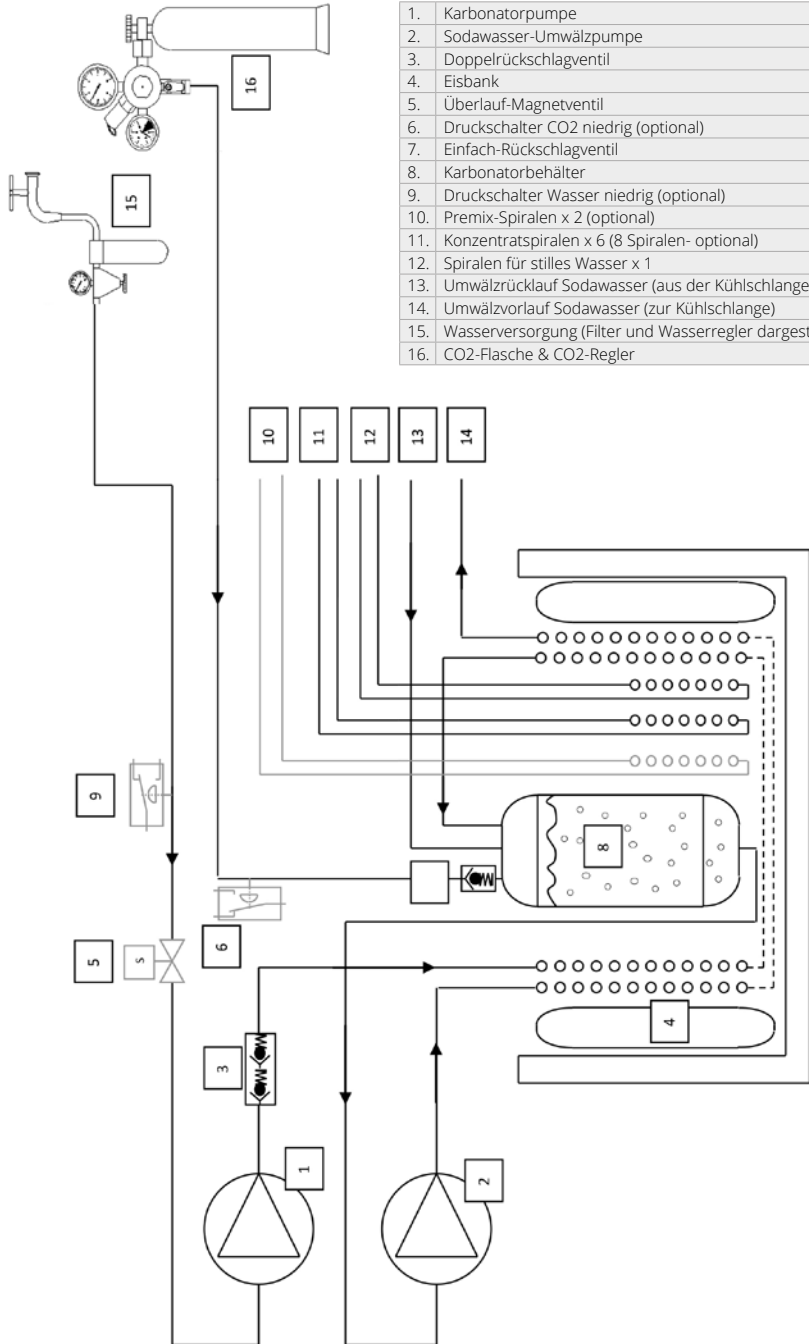 1. Karbonatorpumpe
2. Sodawasser-Umwälzpumpe
3. Doppelrückschlagventil
4. Eisbank
5. Überlauf-Magnetventil
6. Druckschalter CO2 niedrig (optional)
7. Einfach-Rückschlagventil
8. Karbonatorbehälter
9. Druckschalter Wasser niedrig (optional)
10. Premix-Spiralen x 2 (optional)
11. Konzentratspiralen x 6 (8 Spiralen- optional)
12. Spiralen für stilles Wasser x 1
13. Umwälzrücklauf Sodawasser (aus der Kühlschlange
14. Umwälzvorlauf Sodawasser (zur Kühlschlange)
15. Wasserversorgung (Filter und Wasserregler dargest
16. CO2-Flasche & CO2-Regler
16
15
10
11
12
13
14
9
8
6
5
S
4
3
1
2